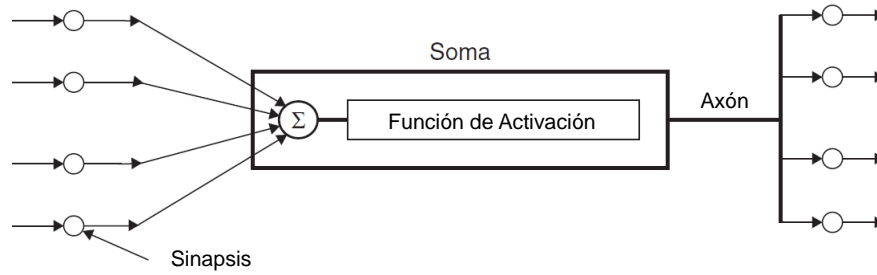 Soma
Axón
Σ
Función de Activación
Sinapsis